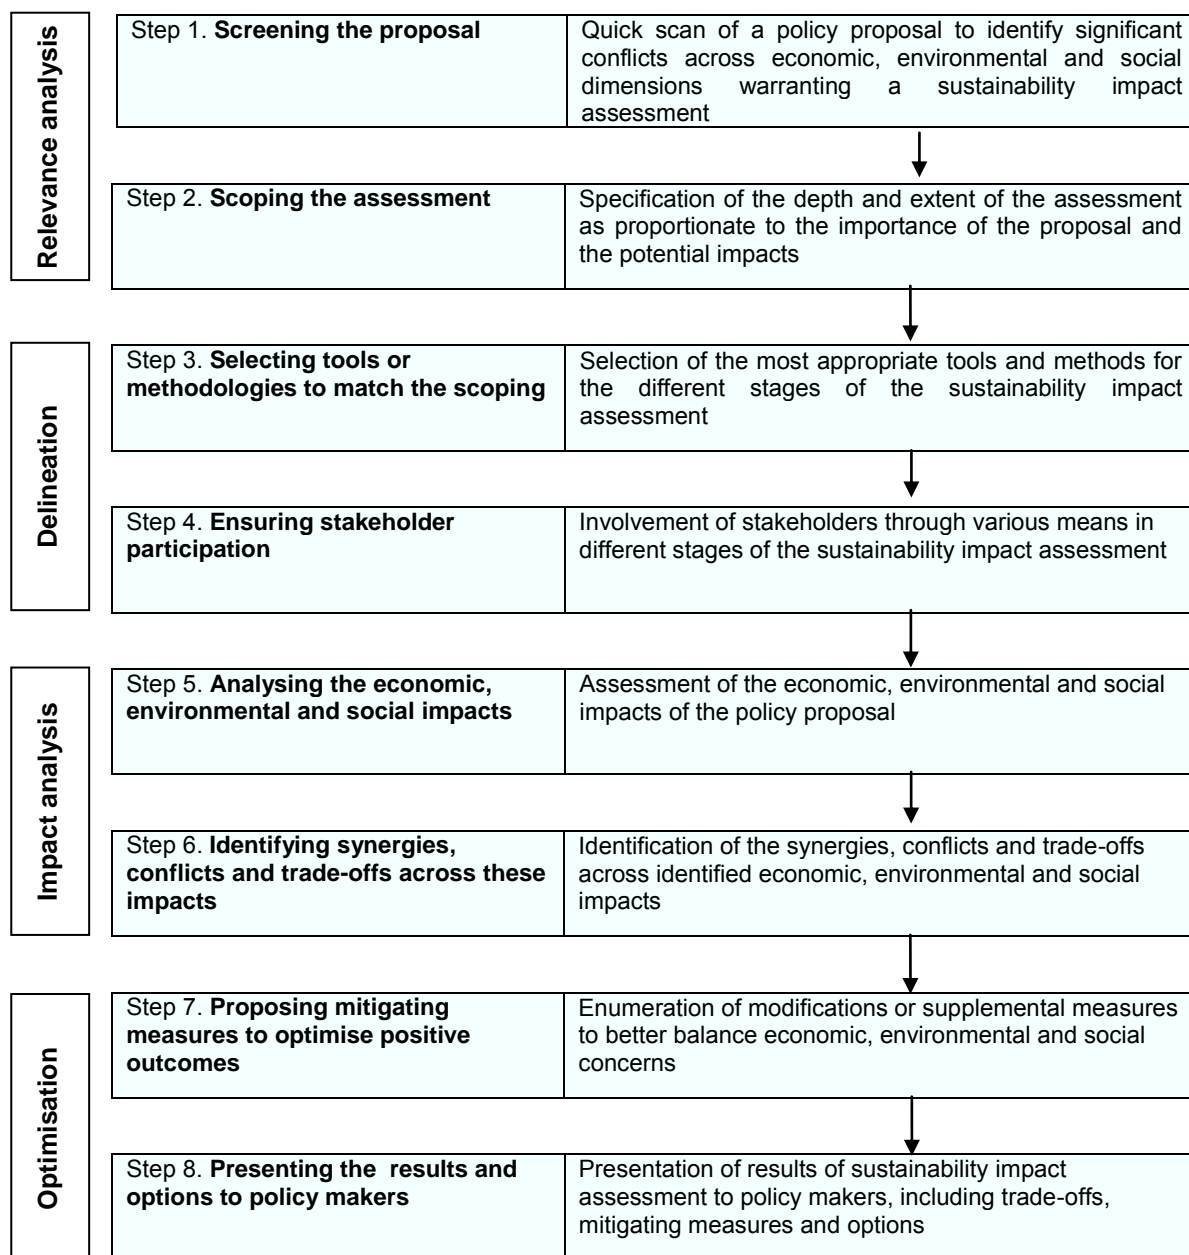 Relevance analysis
Step 1. Screening the proposal
Quick scan of a policy proposal to identify significant
conflicts across economic, environmental and social
dimensions warranting a sustainability impact
assessment
Step 2. Scoping the assessment
Specification of the depth and extent of the assessment
as proportionate to the importance of the proposal and
the potential impacts
Delineation
Step 3. Selecting tools or
methodologies to match the scoping
Selection of the most appropriate tools and methods for
the different stages of the sustainability impact
assessment
Step 4. Ensuring stakeholder
participation
Involvement of stakeholders through various means in
different stages of the sustainability impact assessment
Impact analysis
Step 5. Analysing the economic,
environmental and social impacts
Assessment of the economic, environmental and social
impacts of the policy proposal
Step 6. Identifying synergies,
conflicts and trade-offs across these
impacts
Identification of the synergies, conflicts and trade-offs
across identified economic, environmental and social
impacts
Optimisation
Step 7. Proposing mitigating
measures to optimise positive
outcomes
Enumeration of modifications or supplemental measures
to better balance economic, environmental and social
concerns
Step 8. Presenting the results and
options to policy makers
Presentation of results of sustainability impact
assessment to policy makers, including trade-offs,
mitigating measures and options